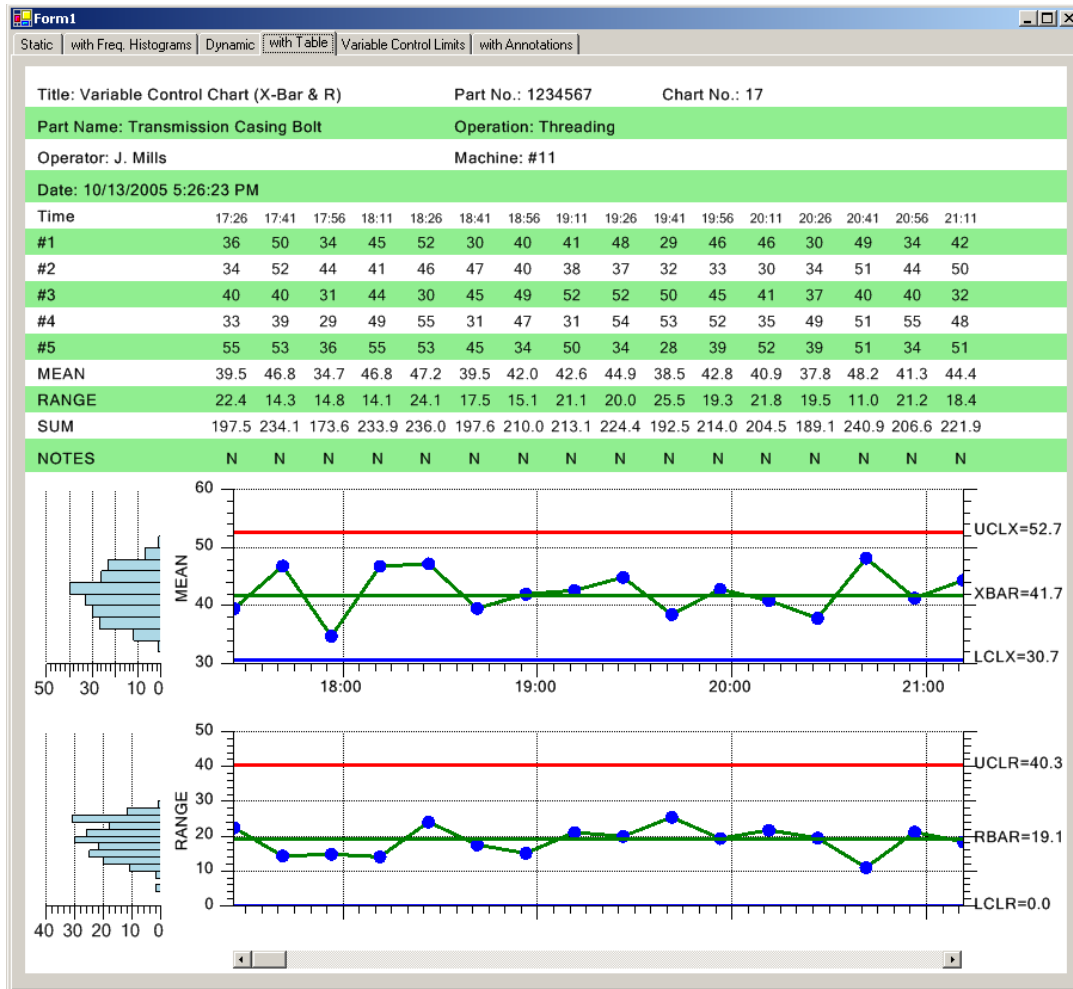 Form1
Static with Freq. Histograms Dynamic with Table Variable Control Limits with Annotations
Title: Variable Control Chart (X-Bar & R) Part No.: 1234567 Chart No.: 17
Part Name: Transmission Casing Bolt Operation: Threading
Operator: J. Mills Machine: #11
Date: 10/13/2005 5:26:23 PM
Time 17:26 17:41 17:56 18:11 18:26 18:41 18:56 19:11 19:26 19:41 19:56 20:11 20:26 20:41 20:56 21:11
#1 36 50 34 45 52 30 40 41 48 29 46 46 30 49 34 42
#2 34 52 44 41 46 47 40 38 37 32 33 30 34 51 44 50
#3 40 40 31 44 30 45 49 52 52 50 45 41 37 40 40 32
#4 33 39 29 49 55 31 47 31 54 53 52 35 49 51 55 48
#5 55 53 36 55 53 45 34 50 34 28 39 52 39 51 34 51
MEAN 39.5 46.8 34.7 46.8 47.2 39.5 42.0 42.6 44.9 38.5 42.8 40.9 37.8 48.2 41.3 44.4
RANGE 22.4 14.3 14.8 14.1 24.1 17.5 15.1 21.1 20.0 25.5 19.3 21.8 19.5 11.0 21.2 18.4
SUM 197.5 234.1 173.6 233.9 236.0 197.6 210.0 213.1 224.4 192.5 214.0 204.5 189.1 240.9 206.6 221.9
NOTES N N N N N N N N N N N N N N N N
60
UCLX=52.7
50
MEAN
40
XBAR=41.7
30
LCLX=30.7
50 30 10 0
18:00 19:00 20:00 21:00
50
40
UCLR=40.3
30
RANGE
20
RBAR=19.1
10
0
LCLR=0.0
40 30 20 10 0